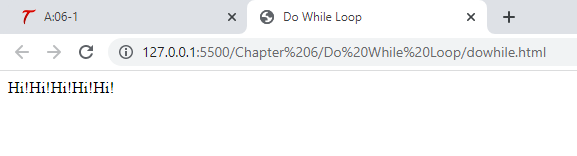 A:06-1
Do While Loop
127.0.0.1:5500/Chapter%206/Do%20While%20Loop/dowhile.html
Hi!Hi!Hi!Hi!Hi!